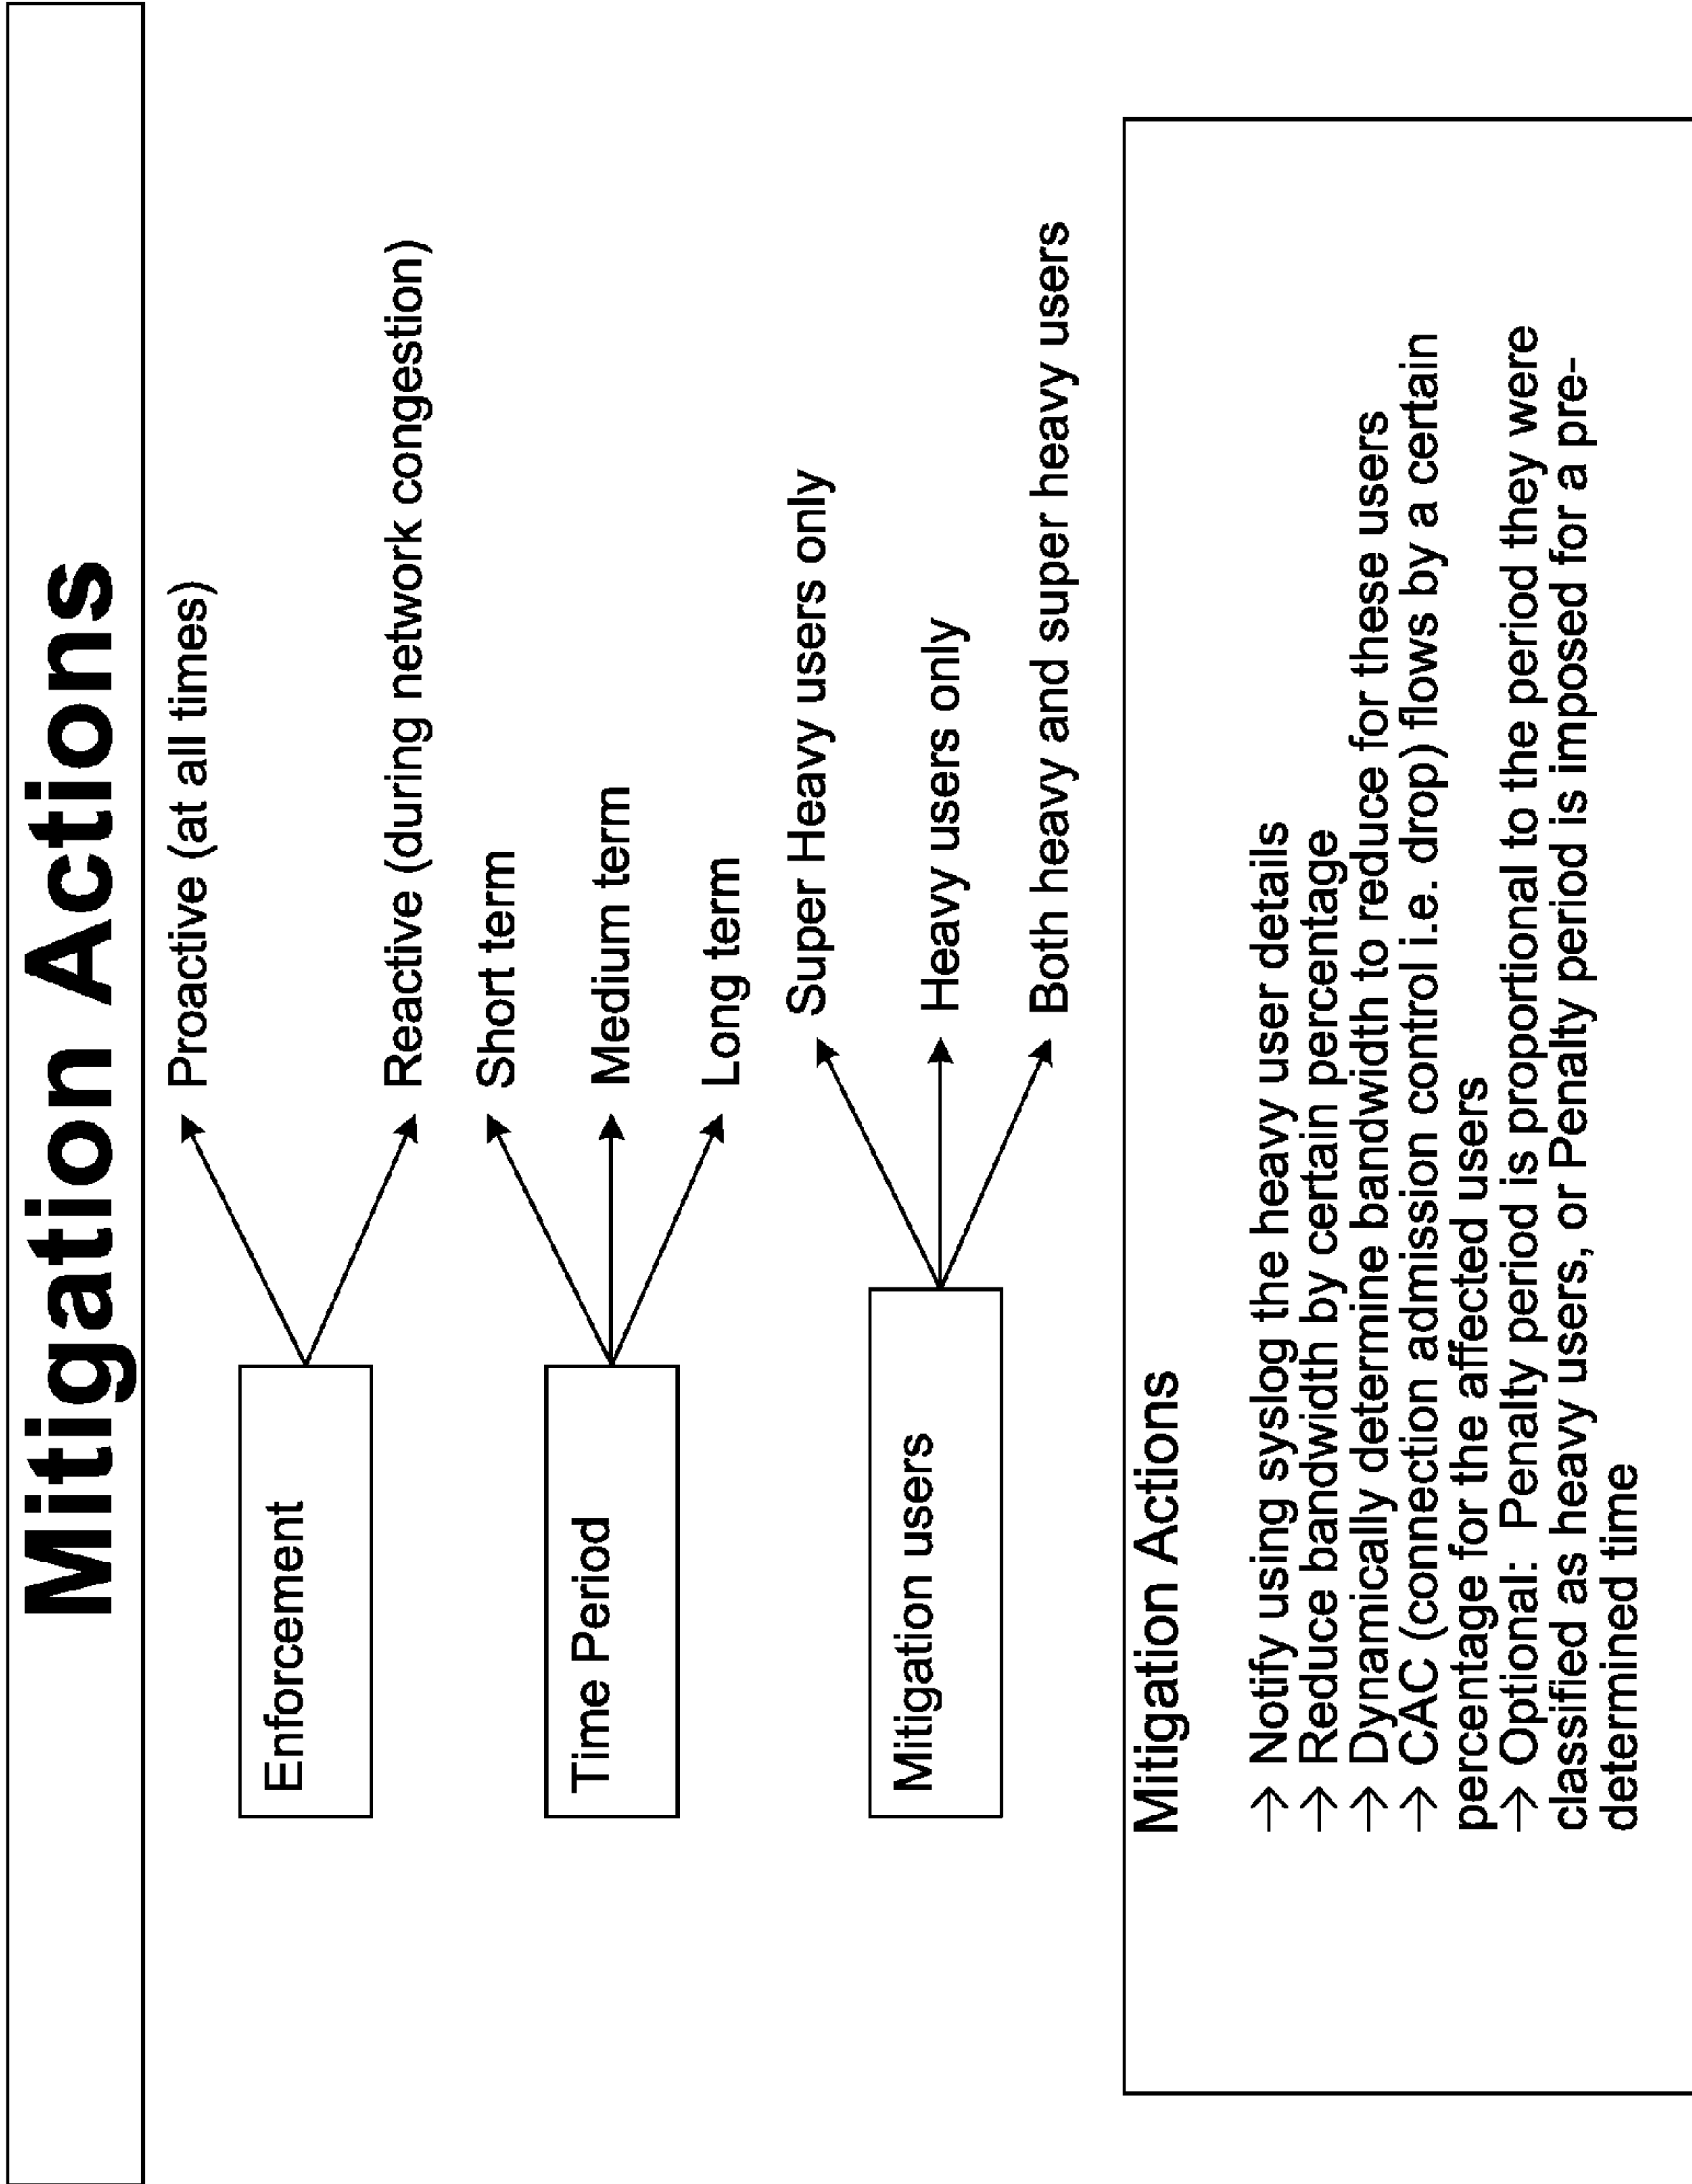 Mitigation Actions
Enforcement
Proactive (at all times)
Reactive (during network congestion)
Time Period
Short term
Medium term
Long term
Mitigation users
Super Heavy users only
Heavy users only
Both heavy and super heavy users
Mitigation Actions
→ Notify using syslog the heavy user details
→ Reduce bandwidth by certain percentage
→ Dynamically determine bandwidth to reduce for these users
→ CAC (connection admission control i.e. drop) flows by a certain
percentage for the affected users
→ Optional:  Penalty period is proportional to the period they were
classified as heavy users, or Penalty period is imposed for a pre-
determined time